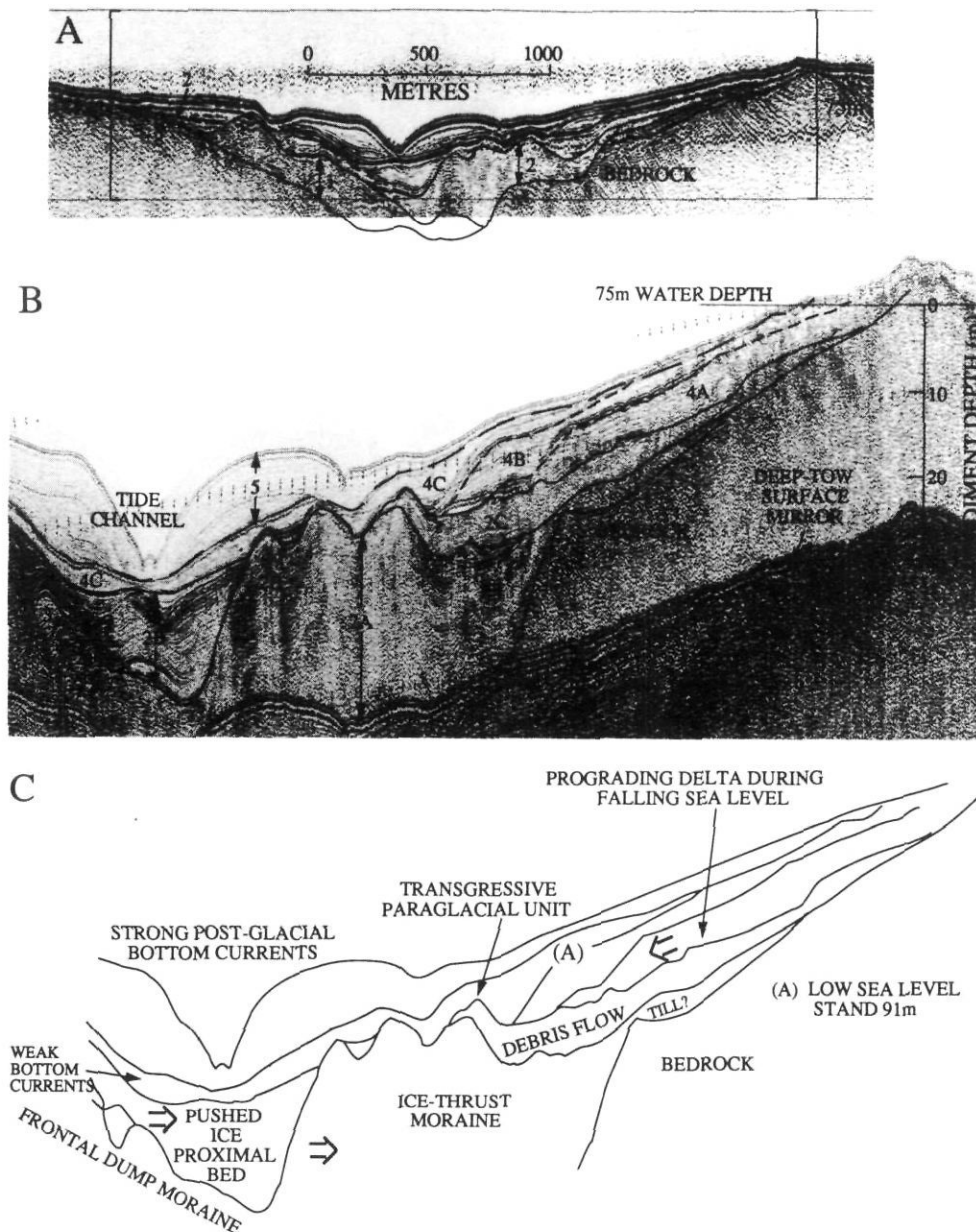 A
0 500 1000
METRES
2
2
BEDROCK
B
75m WATER DEPTH
0
10
20
SEDIMENT DEPTH (m)
4A
4B
4C
5
TIDE
CHANNEL
4C
DEEP-TOW
SURFACE
MIRROR
C
PROGRADING DELTA DURING
FALLING SEA LEVEL
TRANSGRESSIVE
PARAGLACIAL UNIT
STRONG POST-GLACIAL
BOTTOM CURRENTS
(A)
(A) LOW SEA LEVEL
STAND 91m
DEBRIS FLOW
TILL?
BEDROCK
WEAK
BOTTOM
CURRENTS
PUSHED
ICE
PROXIMAL
BED
ICE-THRUST
MORAINE
FRONTAL DUMP MORAINE